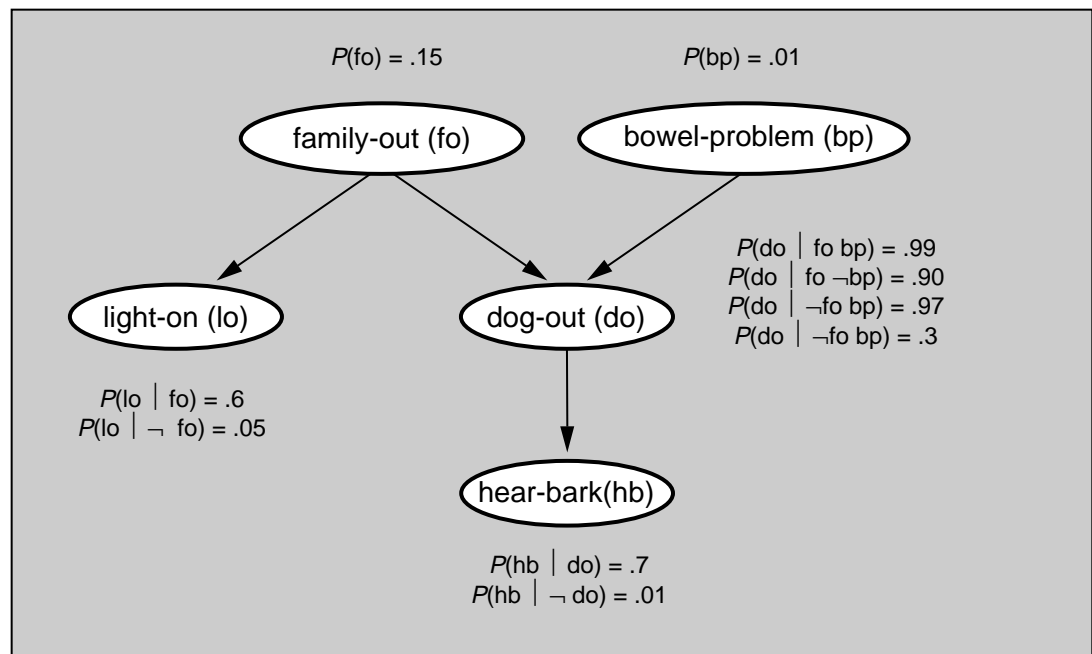 P(fo) = .15
P(bp) = .01
family-out (fo)
bowel-problem (bp)
P(do | fo bp) = .99
P(do | fo ¬bp) = .90
P(do | ¬fo bp) = .97
P(do | ¬fo bp) = .3
light-on (lo)
dog-out (do)
P(lo | fo) = .6
P(lo | ¬ fo) = .05
hear-bark(hb)
P(hb | do) = .7
P(hb | ¬ do) = .01